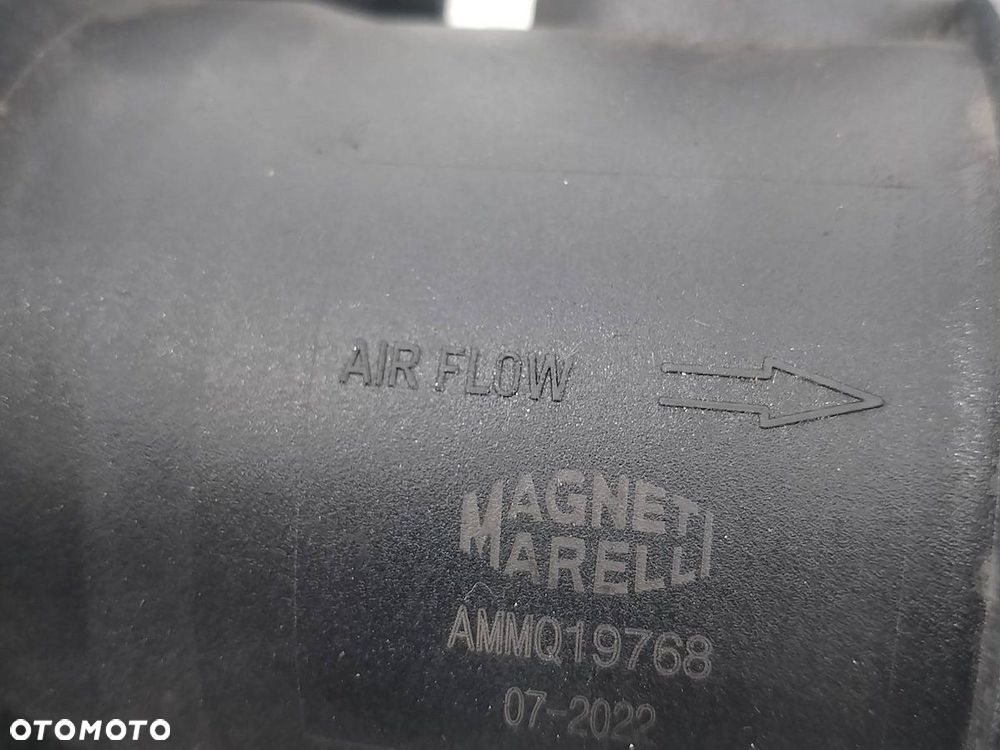 AIR FLOW
MAGNETI
MARELLI
AMMQ19768
07-2022
OTOMOTO